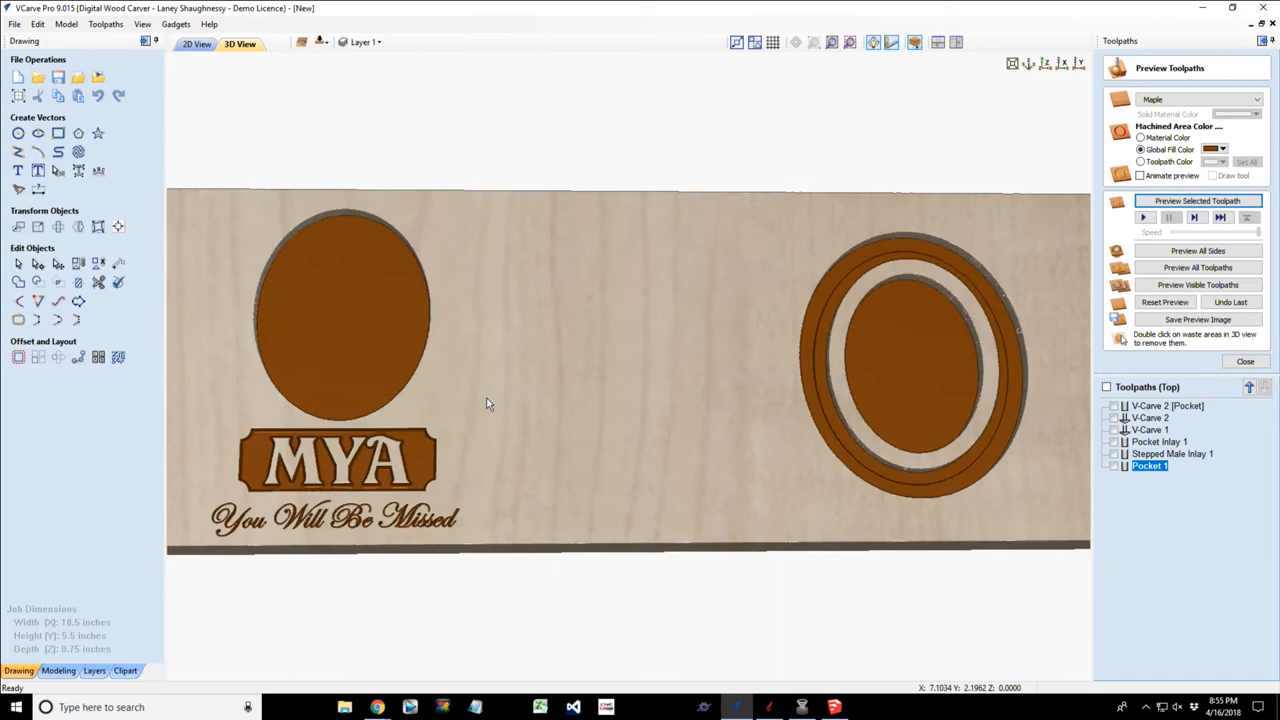 VCarve Pro 9.015 {Digital Wood Carver - Laney Shaughnessy - Demo Licence} - [New]
File Edit Model Toolpaths View Gadgets Help
Drawing
2D View 3D View Layer 1
Toolpaths
File Operations
Create Vectors
Transform Objects
Edit Objects
Offset and Layout
Job Dimensions
Width (X): 18.5 inches
Height (Y): 5.5 inches
Depth (Z): 0.75 inches
Drawing Modeling Layers Clipart
MYA
You Will Be Missed
Z X Y
Preview Toolpaths
Maple
Solid Material Color
Machined Area Color ....
Material Color
Global Fill Color
Toolpath Color Set All
Animate preview Draw tool
Preview Selected Toolpath
Speed
Preview All Sides
Preview All Toolpaths
Preview Visible Toolpaths
Reset Preview Undo Last
Save Preview Image
Double click on waste areas in 3D view
to remove them.
Close
Toolpaths (Top)
V-Carve 2 [Pocket]
V-Carve 2
V-Carve 1
Pocket Inlay 1
Stepped Male Inlay 1
Pocket 1
Ready
X: 7.1034 Y: 2.1962 Z: 0.0000
Type here to search
8:55 PM
4/16/2018